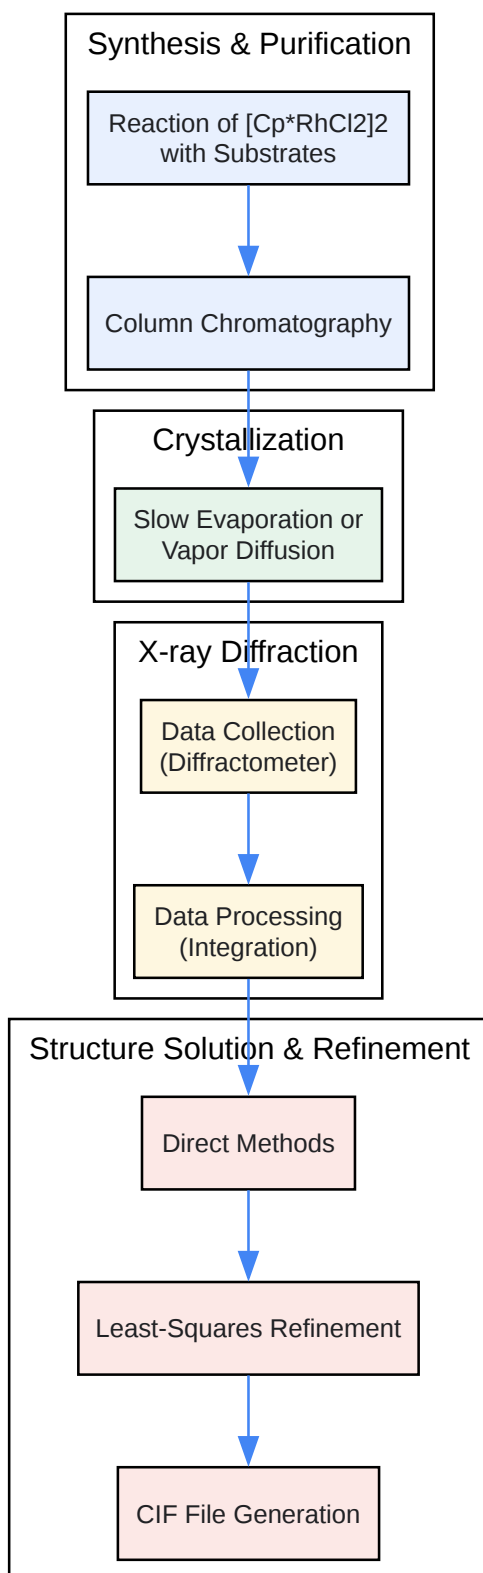 Synthesis & Purification
Reaction of [Cp*RhCl2]2
with Substrates
Column Chromatography
Crystallization
Slow Evaporation or
Vapor Diffusion
X-ray Diffraction
Data Collection
(Diffractometer)
Data Processing
(Integration)
Structure Solution & Refinement
Direct Methods
Least-Squares Refinement
CIF File Generation